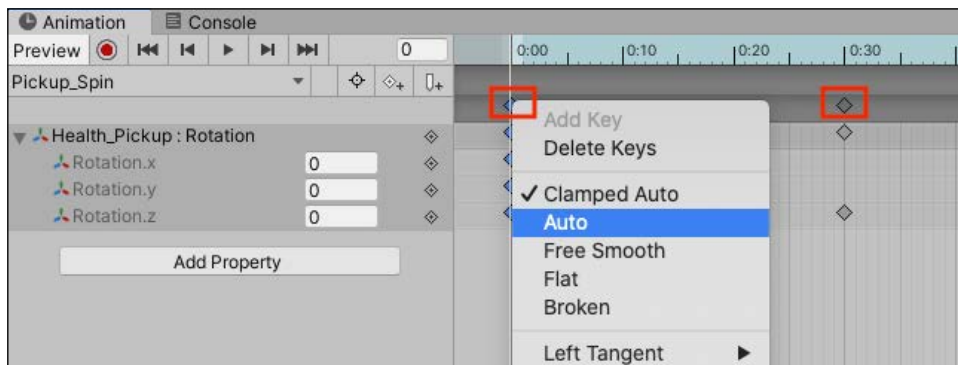 Animation Console
Preview 0 0:00 0:10 0:20 0:30
Pickup_Spin
Health_Pickup : Rotation
Rotation.x 0
Rotation.y 0
Rotation.z 0
Add Property
Add Key
Delete Keys
✓ Clamped Auto
Auto
Free Smooth
Flat
Broken
Left Tangent